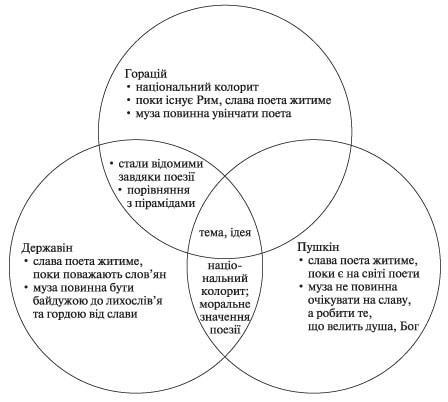 Горацій
• національний колорит
• поки існує Рим, слава поета житиме
• муза повинна увінчати поета
• стали відомими
завдяки поезії
• порівняння
з пірамідами
тема, ідея
Державін
• слава поета житиме,
поки поважають слов’ян
• муза повинна бути
байдужою до лихослів’я
та гордою від слави
націо-
нальний
колорит;
моральне
значення
поезії
Пушкін
• слава поета житиме,
поки є на світі поети
• муза не повинна
очікувати на славу,
а робити те,
що велить душа, Бог